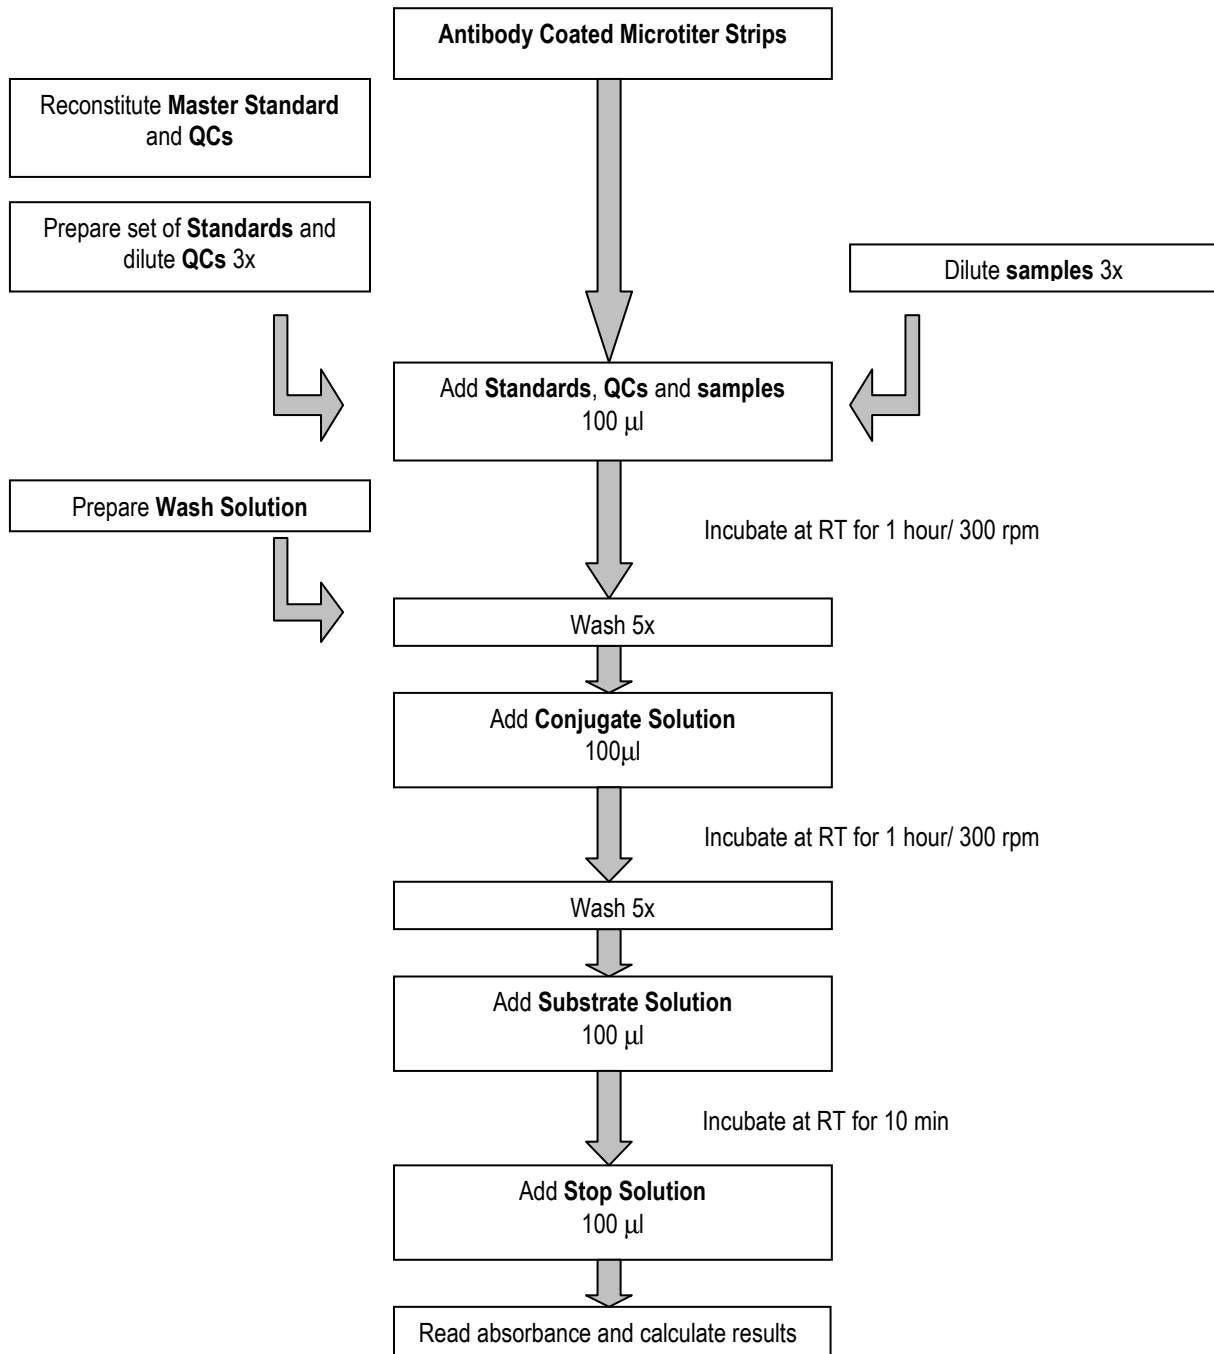 Antibody Coated Microtiter Strips
Reconstitute Master Standard
and QCs
Prepare set of Standards and
dilute QCs 3x
Dilute samples 3x
Add Standards, QCs and samples
100 μl
Prepare Wash Solution
Incubate at RT for 1 hour/ 300 rpm
Wash 5x
Add Conjugate Solution
100μl
Incubate at RT for 1 hour/ 300 rpm
Wash 5x
Add Substrate Solution
100 μl
Incubate at RT for 10 min
Add Stop Solution
100 μl
Read absorbance and calculate results